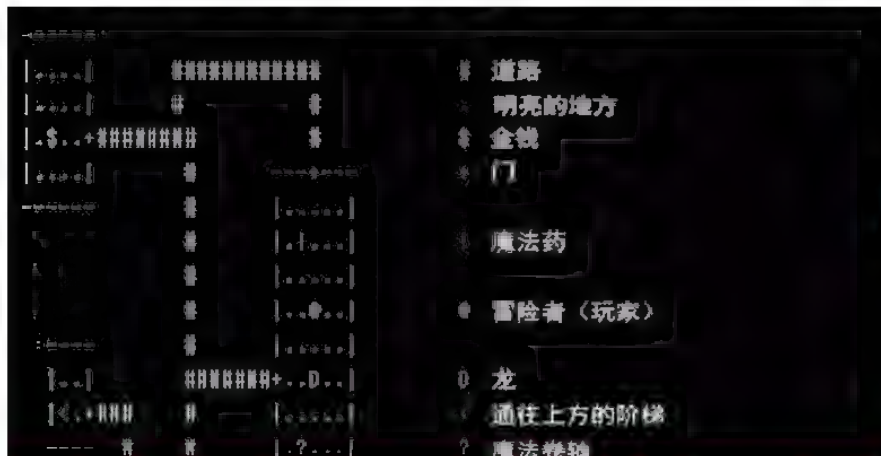 ------
|....|      ############      #  道路
|....|      #          #      .  明亮的地方
|.$..+########         #      $  金钱
|....|       #     ----+----   +  门
------       #      |.....|
             #      |.!...|   !  魔法药
             #      |.....|
             #      |..@..|   @  冒险者（玩家）
----         #      |.....|
|..|         #######+..D..|   D  龙
|<.+###      #      |.....|   <  通往上方的阶梯
----  #      #      |.?...|   ?  魔法卷轴